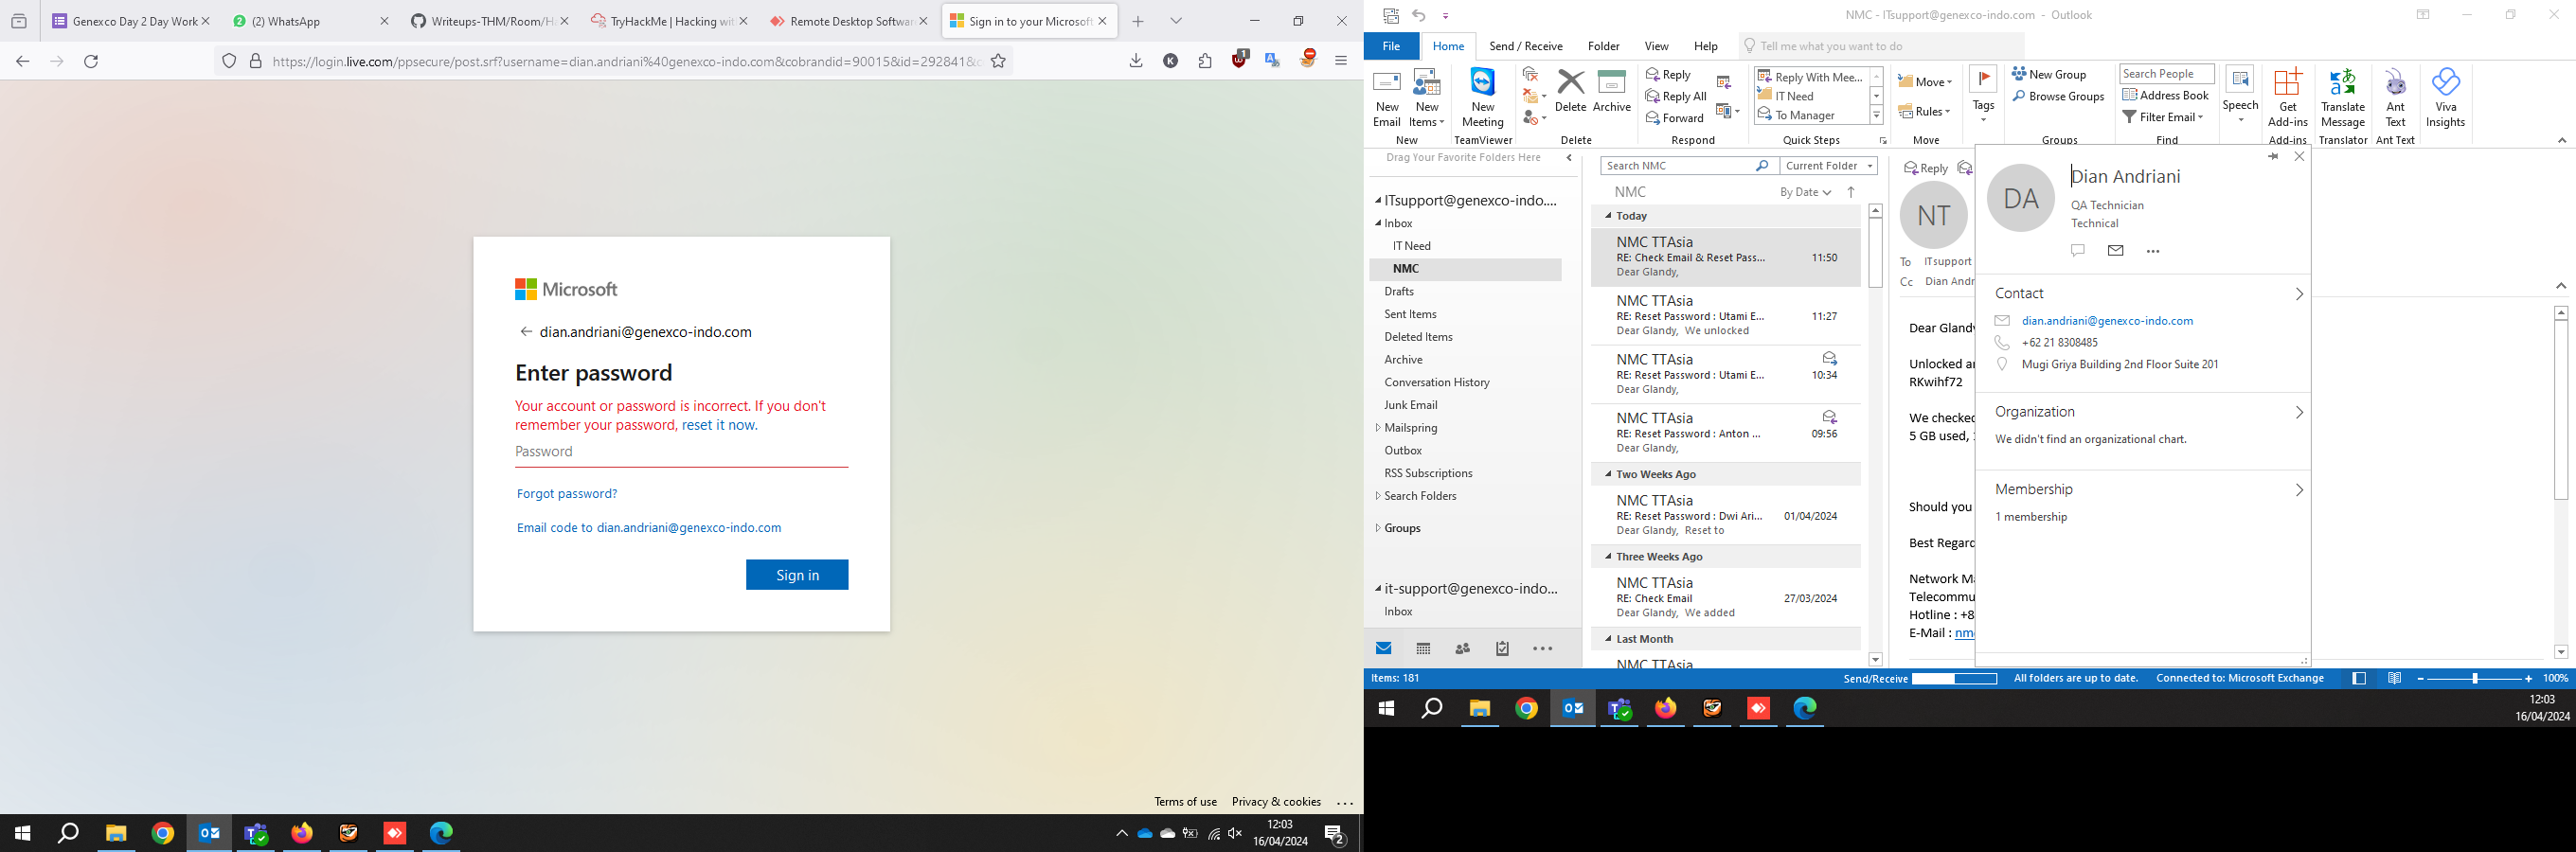 Genexco Day 2 Day Work
(2) WhatsApp
Writeups-THM/Room/H
TryHackMe | Hacking wit
Remote Desktop Softwar
Sign in to your Microsoft
https://login.live.com/ppsecure/post.srf?username=dian.andriani%40genexco-indo.com&cobrandid=90015&id=292841&
Microsoft
dian.andriani@genexco-indo.com
Enter password
Your account or password is incorrect. If you don't
remember your password, reset it now.
Password
Forgot password?
Email code to dian.andriani@genexco-indo.com
Sign in
Terms of use Privacy & cookies ...
12:03
16/04/2024
2
NMC - ITsupport@genexco-indo.com - Outlook
File Home Send / Receive Folder View Help Tell me what you want to do
New Email
New Items
New
New Meeting
TeamViewer
Delete
Archive
Delete
Reply
Reply All
Forward
Respond
Reply With Mee...
IT Need
To Manager
Quick Steps
Move
Rules
Move
Tags
New Group
Browse Groups
Groups
Search People
Address Book
Filter Email
Find
Speech
Get Add-ins
Add-ins
Translate Message
Translator
Ant Text
Ant Text
Viva Insights
Drag Your Favorite Folders Here
ITsupport@genexco-indo....
Inbox
IT Need
NMC
Drafts
Sent Items
Deleted Items
Archive
Conversation History
Junk Email
Mailspring
Outbox
RSS Subscriptions
Search Folders
Groups
it-support@genexco-indo...
Inbox
Search NMC Current Folder
NMC By Date
Today
NMC TTAsia
RE: Check Email & Reset Pass... 11:50
Dear Glandy,
NMC TTAsia
RE: Reset Password : Utami E... 11:27
Dear Glandy, We unlocked
NMC TTAsia
RE: Reset Password : Utami E... 10:34
Dear Glandy,
NMC TTAsia
RE: Reset Password : Anton ... 09:56
Dear Glandy,
Two Weeks Ago
NMC TTAsia
RE: Reset Password : Dwi Ari... 01/04/2024
Dear Glandy, Reset to
Three Weeks Ago
NMC TTAsia
RE: Check Email 27/03/2024
Dear Glandy, We added
Last Month
NMC TTAsia
Reply
NT
To ITsupport
Cc Dian Andr
Dear Glandy
Unlocked a
RKwihf72
We checked
5 GB used,
Should you
Best Regard
Network Ma
Telecommu
Hotline : +8
E-Mail : nm
DA
Dian Andriani
QA Technician
Technical
Contact
dian.andriani@genexco-indo.com
+62 21 8308485
Mugi Griya Building 2nd Floor Suite 201
Organization
We didn't find an organizational chart.
Membership
1 membership
Items: 181
Send/Receive
All folders are up to date.
Connected to: Microsoft Exchange
100%
12:03
16/04/2024